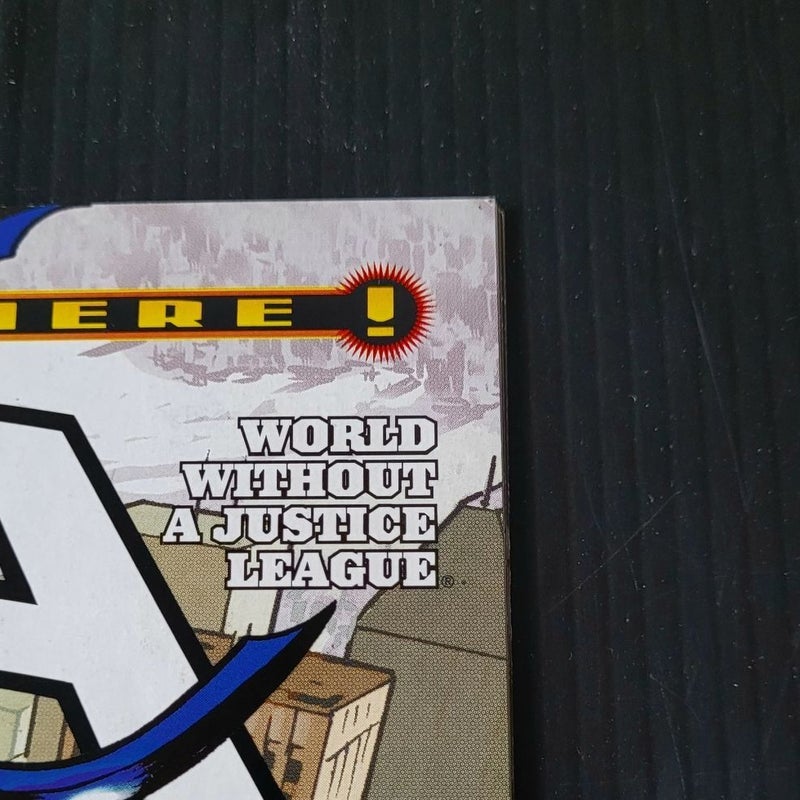 HERE !
A
WORLD
WITHOUT
A JUSTICE
LEAGUE®